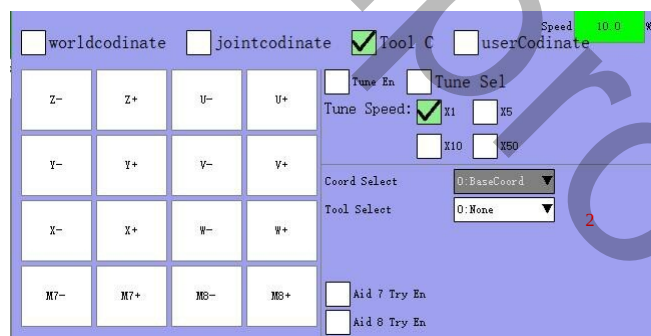 Speed 10.0 %
worldcodinate jointcodinate Tool C userCodinate
Z- Z+ U- U+
Tune En Tune Sel
Tune Speed: X1 X5
X10 X50
Y- Y+ V- V+
Coord Select 0:BaseCoord
Tool Select 0:None
2
X- X+ W- W+
M7- M7+ M8- M8+
Aid 7 Try En
Aid 8 Try En